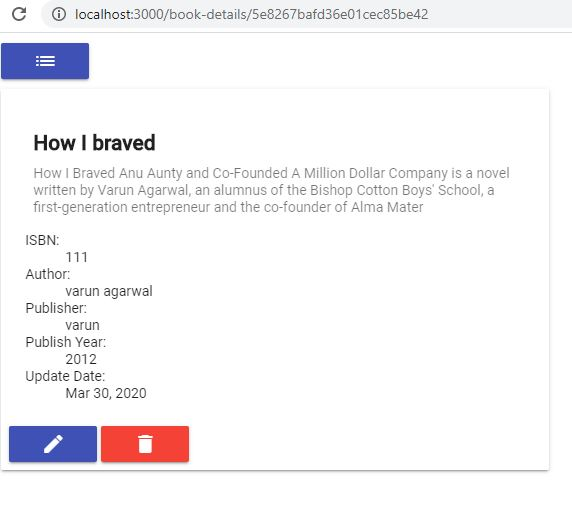 localhost:3000/book-details/5e8267bafd36e01cec85be42
How I braved
How I Braved Anu Aunty and Co-Founded A Million Dollar Company is a novel
written by Varun Agarwal, an alumnus of the Bishop Cotton Boys' School, a
first-generation entrepreneur and the co-founder of Alma Mater
ISBN:
111
Author:
varun agarwal
Publisher:
varun
Publish Year:
2012
Update Date:
Mar 30, 2020